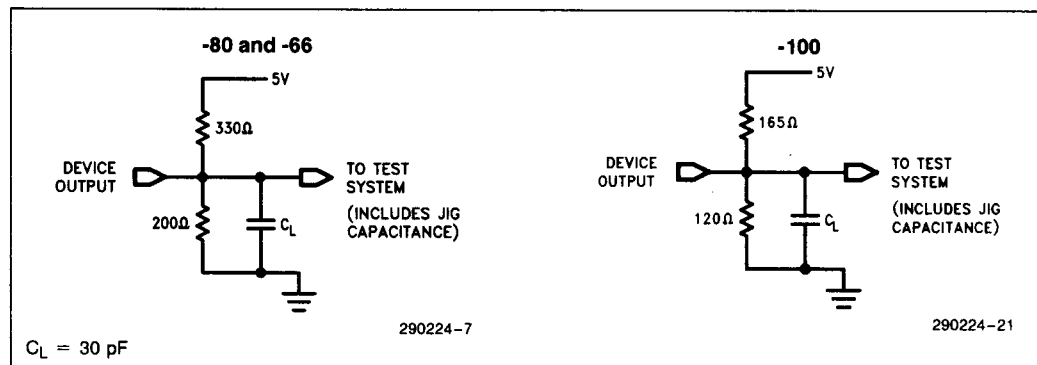 -80 and -66
5V
330Ω
DEVICE
OUTPUT
TO TEST
SYSTEM
(INCLUDES JIG
CAPACITANCE)
200Ω
CL
290224-7
CL = 30 pF
-100
5V
165Ω
DEVICE
OUTPUT
TO TEST
SYSTEM
(INCLUDES JIG
CAPACITANCE)
120Ω
CL
290224-21